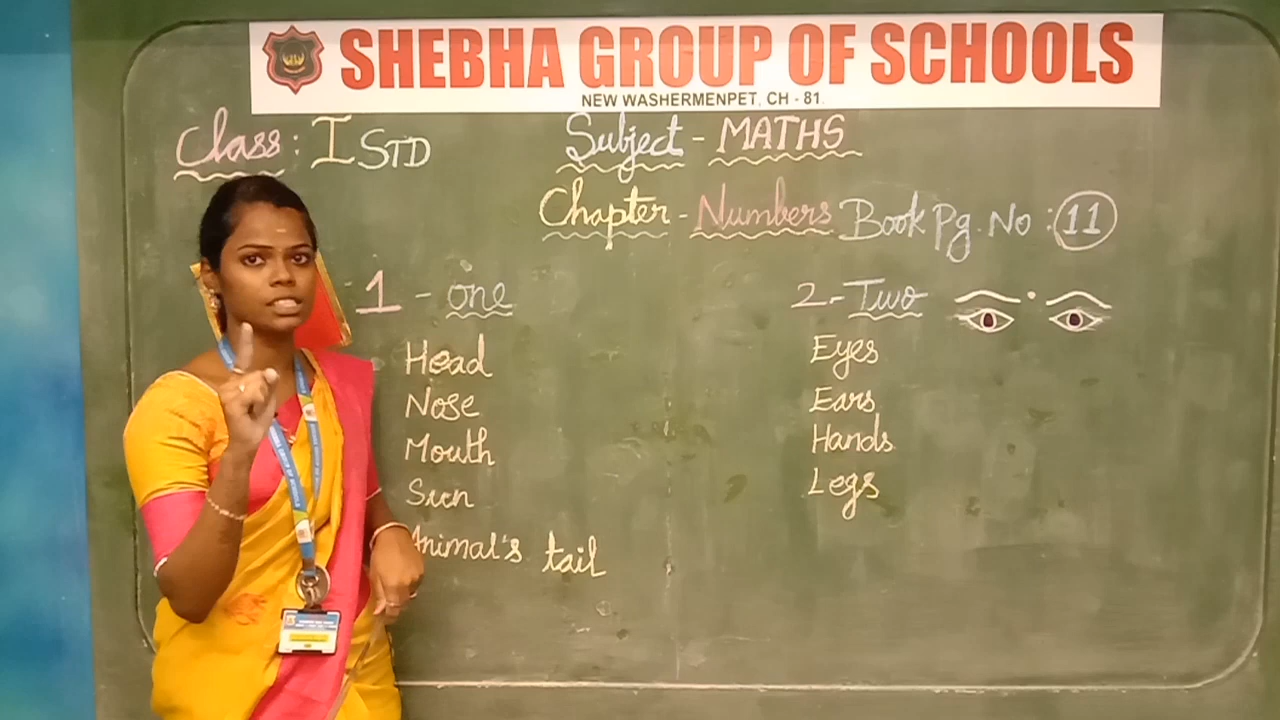 SHEBHA GROUP OF SCHOOLS
NEW WASHERMENPET, CH - 81.
Class : I STD
Subject - MATHS
Chapter - Numbers Book Pg. No : 11
1 - one
Head
Nose
Mouth
Sun
Animal's tail
2 - Two
Eyes
Ears
Hands
Legs